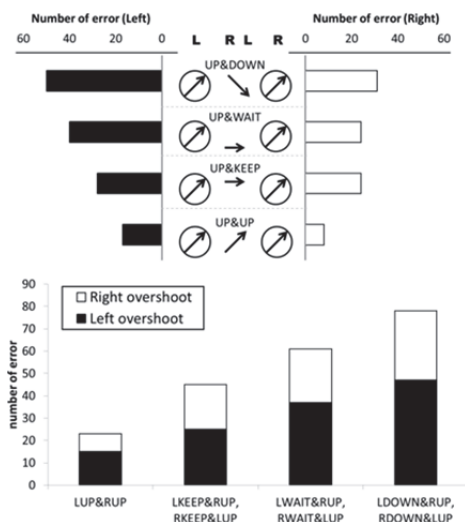 Number of error (Left)
Number of error (Right)
60 40 20 0
L R L R
0 20 40 60
UP&DOWN
UP&WAIT
UP&KEEP
UP&UP
90
80
70
60
50
40
30
20
10
0
number of error
Right overshoot
Left overshoot
LUP&RUP
LKEEP&RUP,
RKEEP&LUP
LWAIT&RUP,
RWAIT&LUP
LDOWN&RUP,
RDOWN&LUP